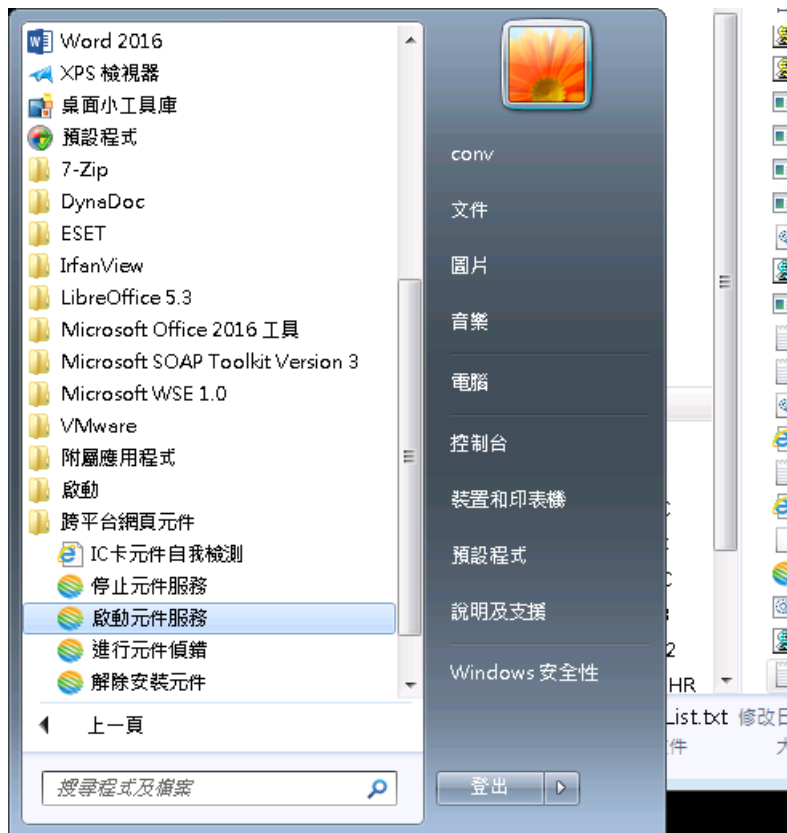 Word 2016
XPS 檢視器
桌面小工具庫
預設程式
7-Zip
DynaDoc
ESET
IrfanView
LibreOffice 5.3
Microsoft Office 2016 工具
Microsoft SOAP Toolkit Version 3
Microsoft WSE 1.0
VMware
附屬應用程式
啟動
跨平台網頁元件
IC卡元件自我檢測
停止元件服務
啟動元件服務
進行元件偵錯
解除安裝元件
上一頁
搜尋程式及檔案
conv
文件
圖片
音樂
電腦
控制台
裝置和印表機
預設程式
說明及支援
Windows 安全性
登出
2
HR
List.txt 修改日
件